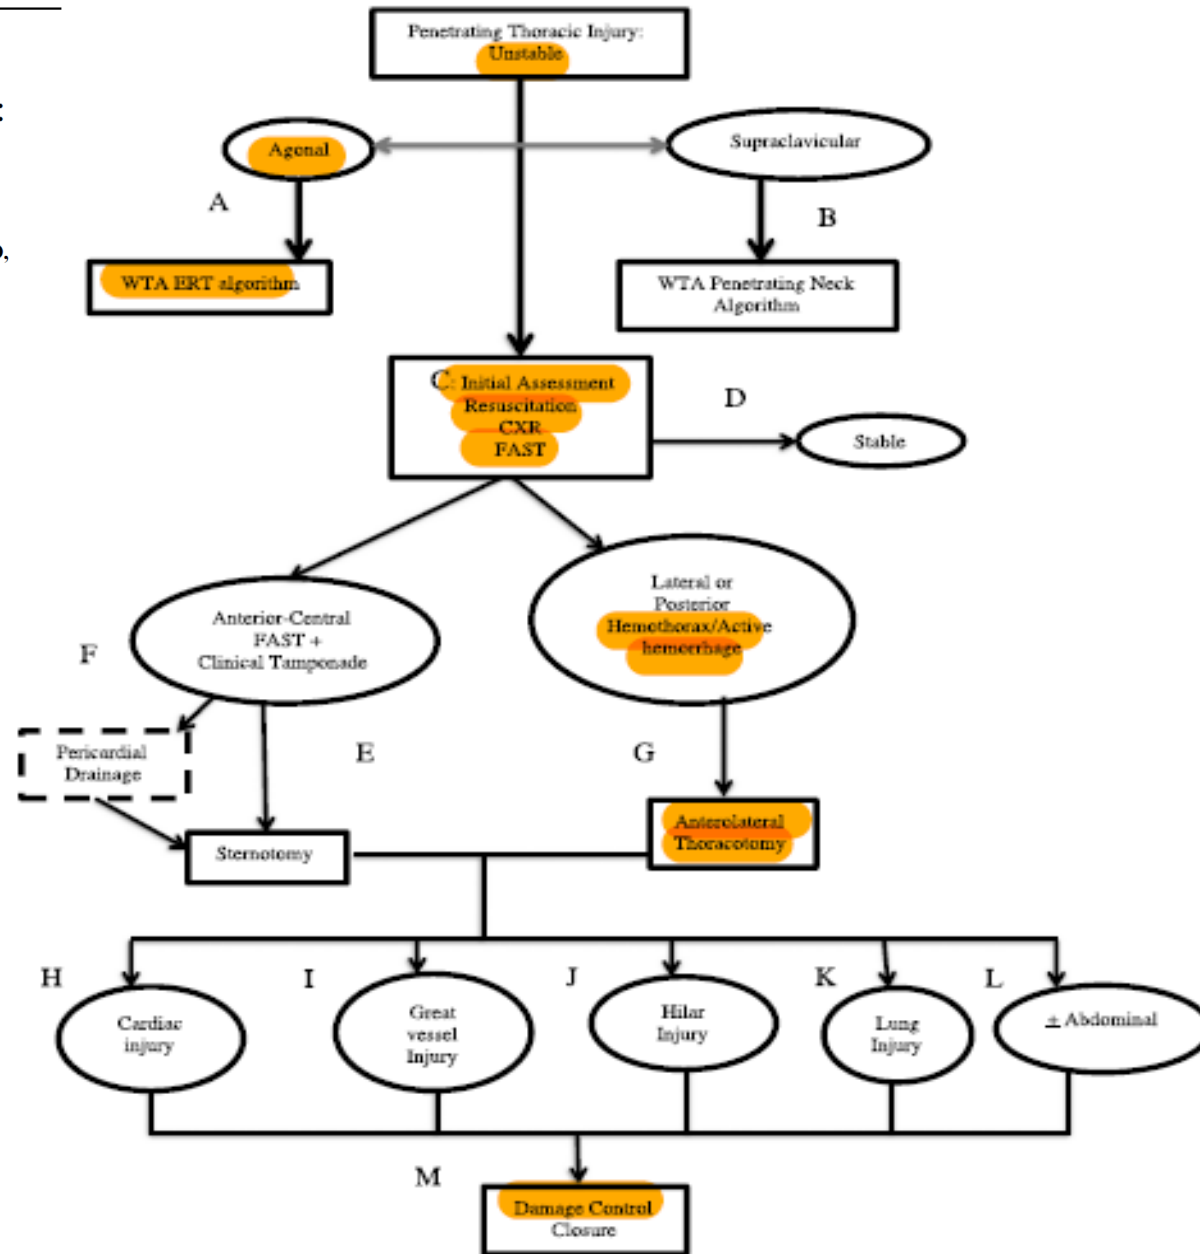 :
,
Penetrating Thoracic Injury:
Unstable
Agonal
Supraclavicular
A
B
WTA ERT algorithm
WTA Penetrating Neck
Algorithm
C: Initial Assessment
Resuscitation
CXR
FAST
D
Stable
Anterior-Central
FAST +
Clinical Tamponade
Lateral or
Posterior
Hemothorax/Active
hemorrhage
F
Pericardial
Drainage
E
G
Sternotomy
Anterolateral
Thoracotomy
H
I
J
K
L
Cardiac
injury
Great
vessel
Injury
Hilar
Injury
Lung
Injury
± Abdominal
M
Damage Control
Closure